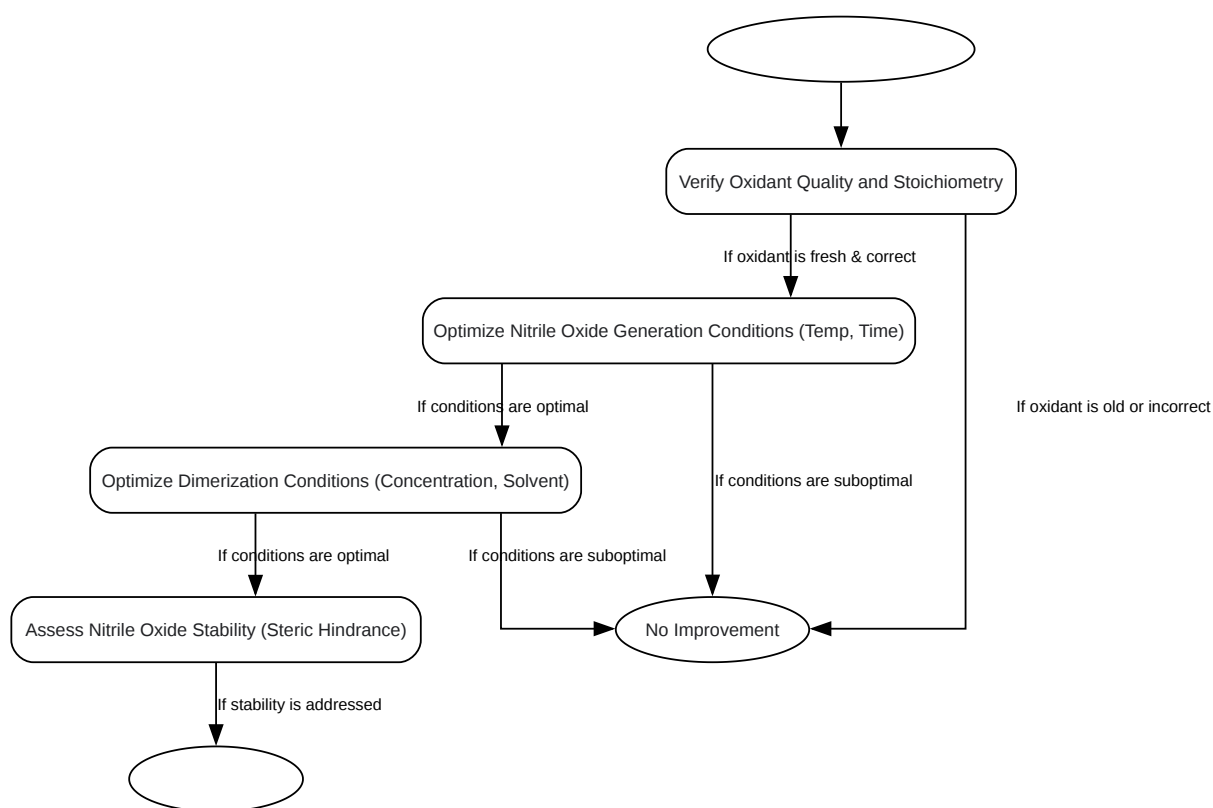 Verify Oxidant Quality and Stoichiometry
If oxidant is fresh & correct
Optimize Nitrile Oxide Generation Conditions (Temp, Time)
If conditions are optimal
If oxidant is old or incorrect
Optimize Dimerization Conditions (Concentration, Solvent)
If conditions are suboptimal
If conditions are optimal
If conditions are suboptimal
Assess Nitrile Oxide Stability (Steric Hindrance)
No Improvement
If stability is addressed